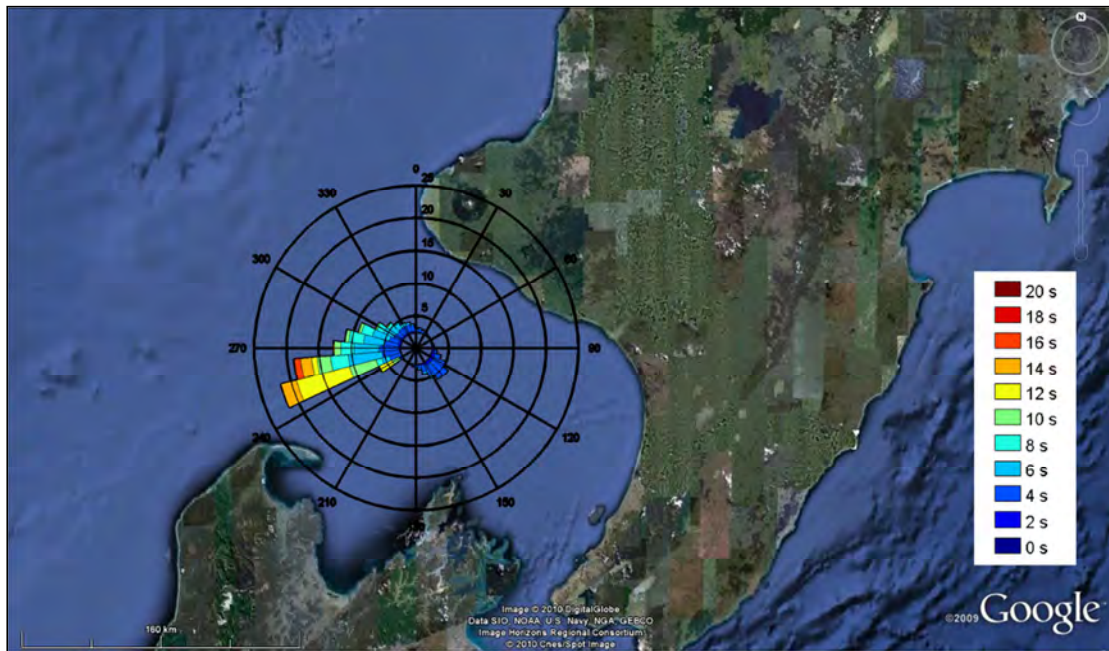 N
0
25
330
30
20
15
300
60
10
5
270
90
240
120
210
150
20 s
18 s
16 s
14 s
12 s
10 s
8 s
6 s
4 s
2 s
0 s
Image © 2010 DigitalGlobe
Data SIO, NOAA, U.S. Navy, NGA, GEBCO
Image Horizons Regional Consortium
© 2010 Cnes/Spot Image
160 km
©2009 Google™